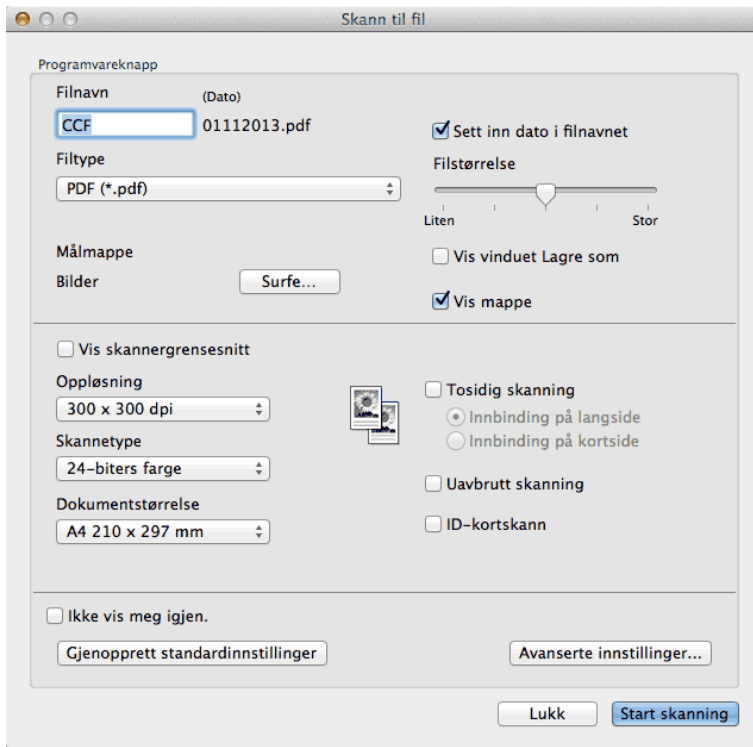 Skann til fil
Programvareknapp
Filnavn
(Dato)
CCF
01112013.pdf
Sett inn dato i filnavnet
Filtype
PDF (*.pdf)
Filstørrelse
Liten
Stor
Målmappe
Bilder
Surfe...
Vis vinduet Lagre som
Vis mappe
Vis skannergrensesnitt
Oppløsning
300 x 300 dpi
Skannetype
24-biters farge
Dokumentstørrelse
A4 210 x 297 mm
Tosidig skanning
Innbinding på langside
Innbinding på kortside
Uavbrutt skanning
ID-kortskann
Ikke vis meg igjen.
Gjenopprett standardinnstillinger
Avanserte innstillinger...
Lukk
Start skanning